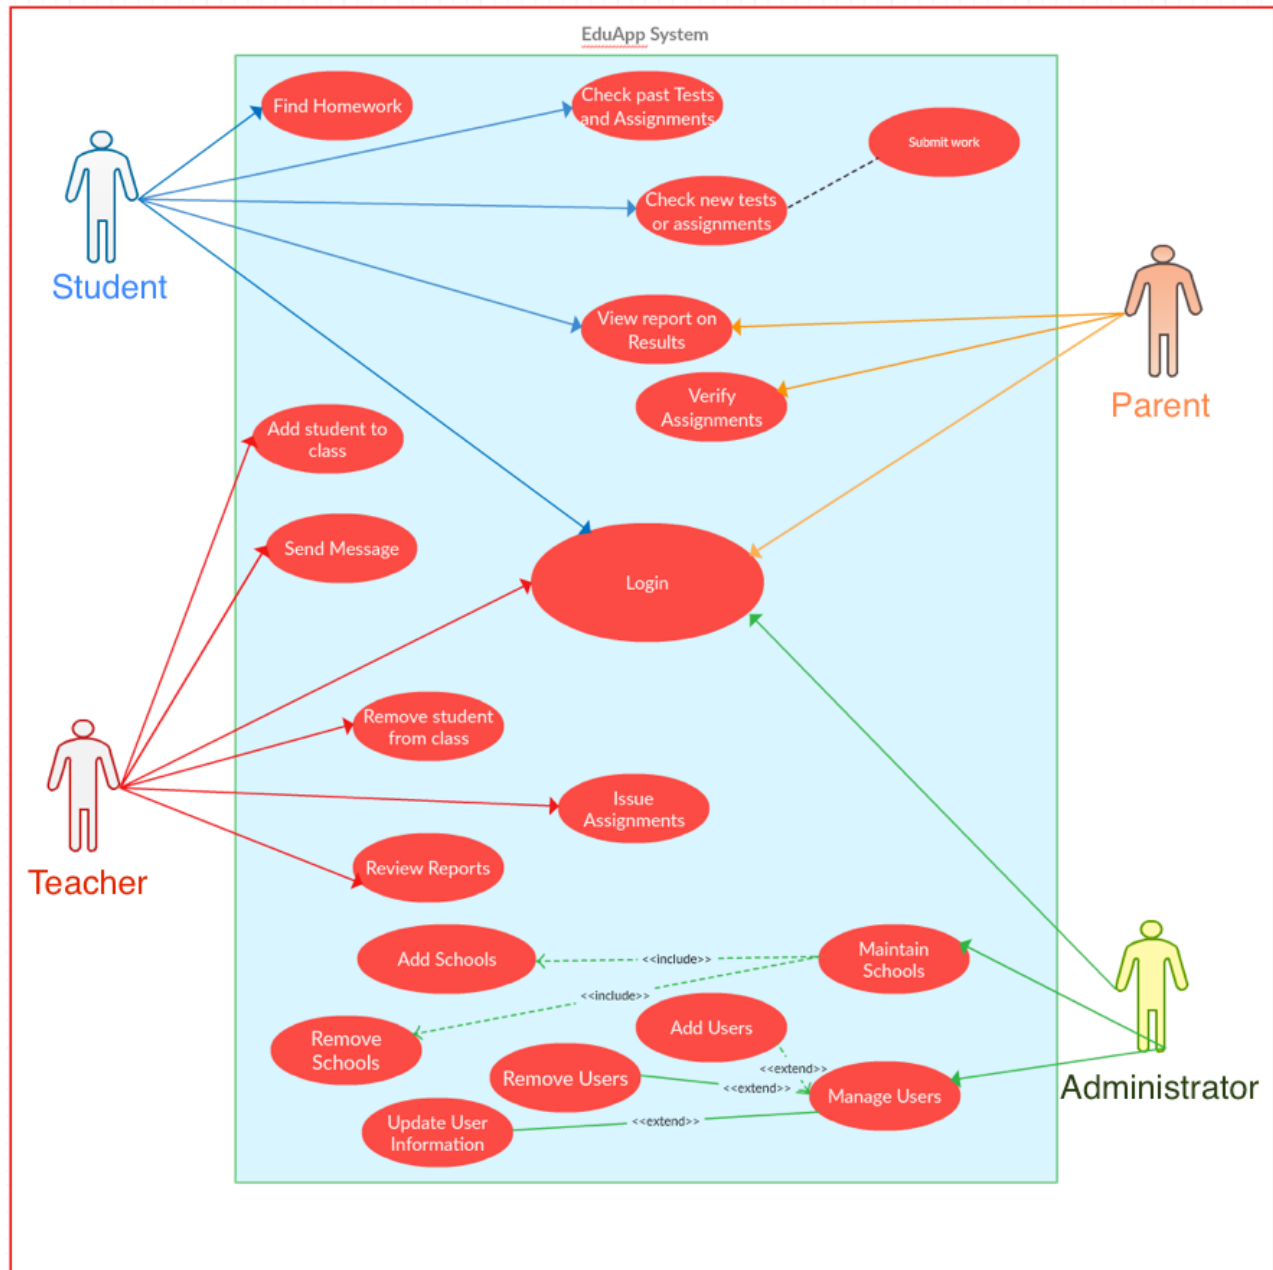 EduApp System
Find Homework
Check past Tests
and Assignments
Submit work
Check new tests
or assignments
Student
View report on
Results
Verify
Assignments
Parent
Add student to
class
Send Message
Login
Remove student
from class
Issue
Assignments
Review Reports
Teacher
Add Schools
<<include>>
Maintain
Schools
<<include>>
Add Users
Remove
Schools
<<extend>>
Remove Users
<<extend>>
Manage Users
Administrator
Update User
Information
<<extend>>